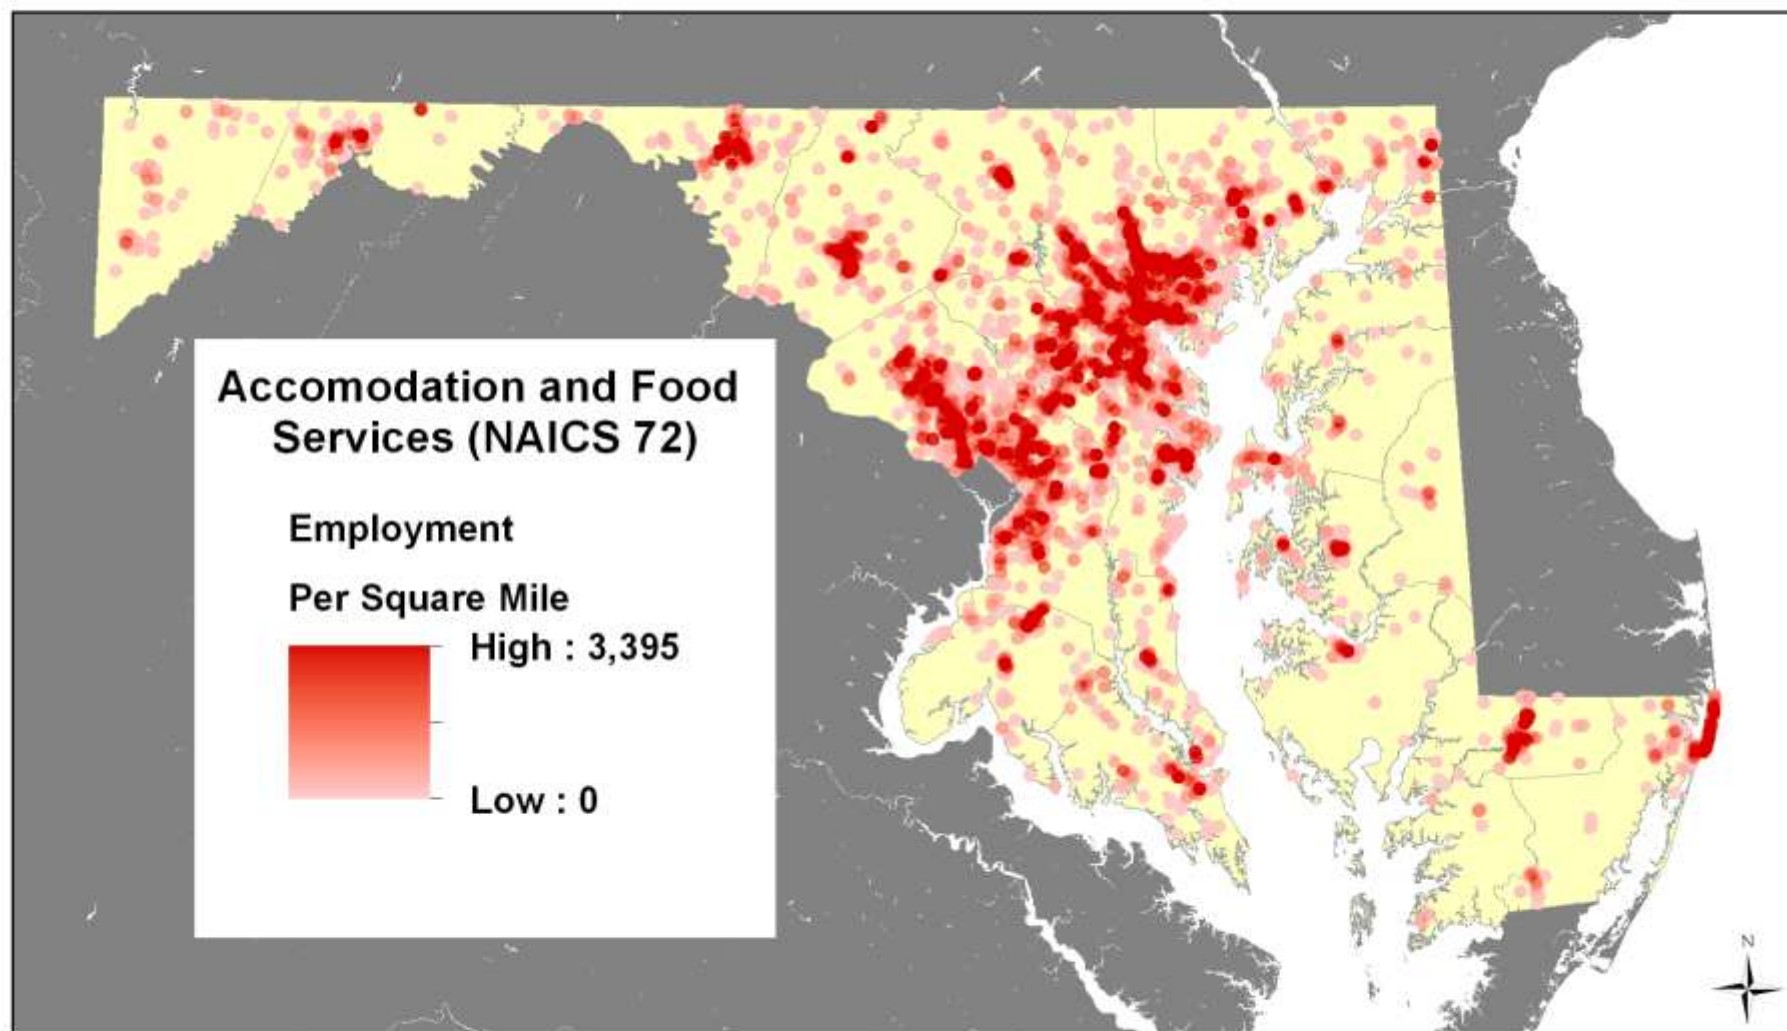 Accomodation and Food
Services (NAICS 72)
Employment
Per Square Mile
High : 3,395
Low : 0
N